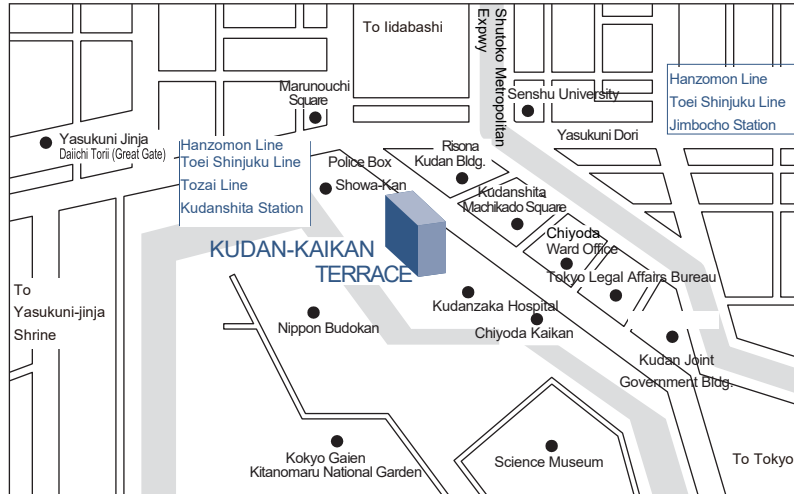 To Iidabashi
Shutoko Metropolitan
Expwy
Hanzomon Line
Toei Shinjuku Line
Jimbocho Station
Marunouchi
Square
Senshu University
Yasukuni Dori
Yasukuni Jinja
Daiichi Torii (Great Gate)
Hanzomon Line
Toei Shinjuku Line
Tozai Line
Kudanshita Station
Police Box
Showa-Kan
Risona
Kudan Bldg.
Kudanshita
Machikado Square
Chiyoda
Ward Office
KUDAN-KAIKAN
TERRACE
Tokyo Legal Affairs Bureau
To
Yasukuni-jinja
Shrine
Nippon Budokan
Kudanzaka Hospital
Chiyoda Kaikan
Kudan Joint
Government Bldg.
Kokyo Gaien
Kitanomaru National Garden
Science Museum
To Tokyo